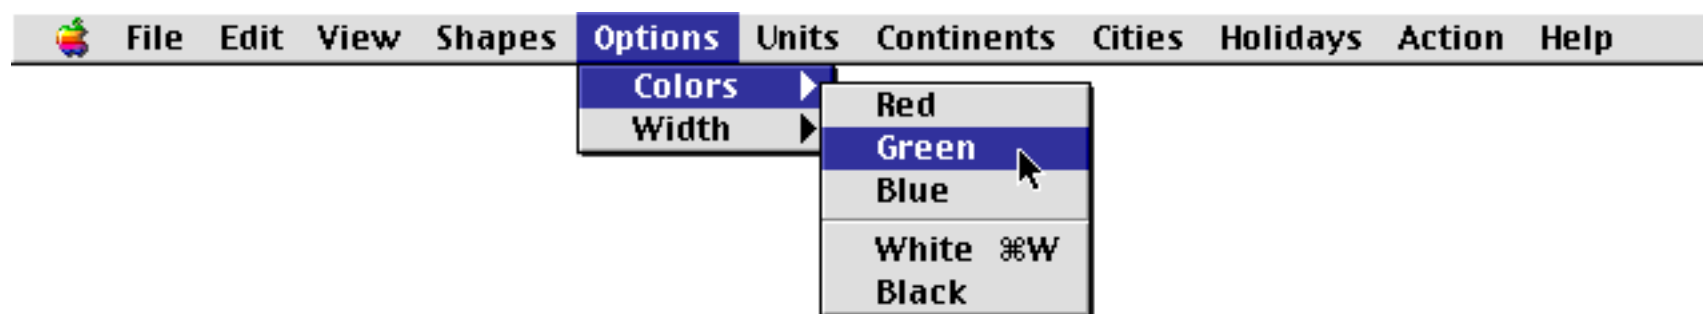 File Edit View Shapes Options Units Continents Cities Holidays Action Help
Colors
Width
Red
Green
Blue
White ⌘W
Black